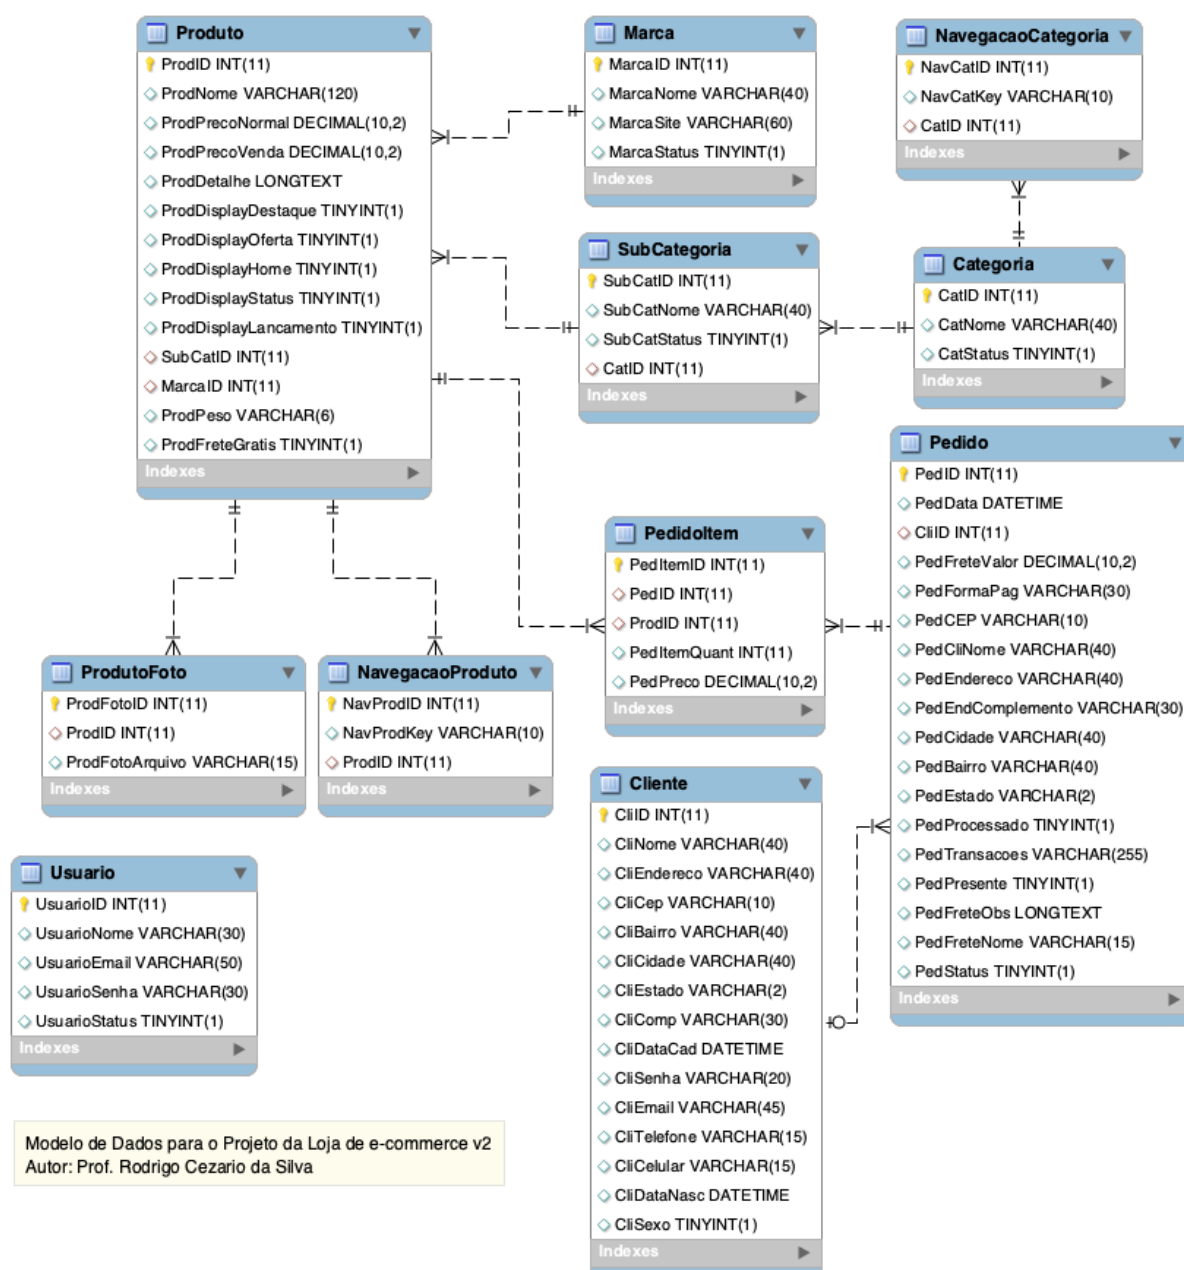 Produto
ProdID INT(11)
ProdNome VARCHAR(120)
ProdPrecoNormal DECIMAL(10,2)
ProdPrecoVenda DECIMAL(10,2)
ProdDetalhe LONGTEXT
ProdDisplayDestaque TINYINT(1)
ProdDisplayOferta TINYINT(1)
ProdDisplayHome TINYINT(1)
ProdDisplayStatus TINYINT(1)
ProdDisplayLancamento TINYINT(1)
SubCatID INT(11)
MarcaID INT(11)
ProdPeso VARCHAR(6)
ProdFreteGratis TINYINT(1)
Indexes
Marca
MarcaID INT(11)
MarcaNome VARCHAR(40)
MarcaSite VARCHAR(60)
MarcaStatus TINYINT(1)
Indexes
NavegacaoCategoria
NavCatID INT(11)
NavCatKey VARCHAR(10)
CatID INT(11)
Indexes
SubCategoria
SubCatID INT(11)
SubCatNome VARCHAR(40)
SubCatStatus TINYINT(1)
CatID INT(11)
Indexes
Categoria
CatID INT(11)
CatNome VARCHAR(40)
CatStatus TINYINT(1)
Indexes
Pedido
PedID INT(11)
PedData DATETIME
CliID INT(11)
PedFreteValor DECIMAL(10,2)
PedFormaPag VARCHAR(30)
PedCEP VARCHAR(10)
PedCliNome VARCHAR(40)
PedEndereco VARCHAR(40)
PedEndComplemento VARCHAR(30)
PedCidade VARCHAR(40)
PedBairro VARCHAR(40)
PedEstado VARCHAR(2)
PedProcessado TINYINT(1)
PedTransacoes VARCHAR(255)
PedPresente TINYINT(1)
PedFreteObs LONGTEXT
PedFreteNome VARCHAR(15)
PedStatus TINYINT(1)
Indexes
PedidoItem
PedItemID INT(11)
PedID INT(11)
ProdID INT(11)
PedItemQuant INT(11)
PedPreco DECIMAL(10,2)
Indexes
ProdutoFoto
ProdFotoID INT(11)
ProdID INT(11)
ProdFotoArquivo VARCHAR(15)
Indexes
NavegacaoProduto
NavProdID INT(11)
NavProdKey VARCHAR(10)
ProdID INT(11)
Indexes
Cliente
CliID INT(11)
CliNome VARCHAR(40)
CliEndereco VARCHAR(40)
CliCep VARCHAR(10)
CliBairro VARCHAR(40)
CliCidade VARCHAR(40)
CliEstado VARCHAR(2)
CliComp VARCHAR(30)
CliDataCad DATETIME
CliSenha VARCHAR(20)
CliEmail VARCHAR(45)
CliTelefone VARCHAR(15)
CliCelular VARCHAR(15)
CliDataNasc DATETIME
CliSexo TINYINT(1)
Indexes
Usuario
UsuarioID INT(11)
UsuarioNome VARCHAR(30)
UsuarioEmail VARCHAR(50)
UsuarioSenha VARCHAR(30)
UsuarioStatus TINYINT(1)
Indexes
Modelo de Dados para o Projeto da Loja de e-commerce v2
Autor: Prof. Rodrigo Cezario da Silva